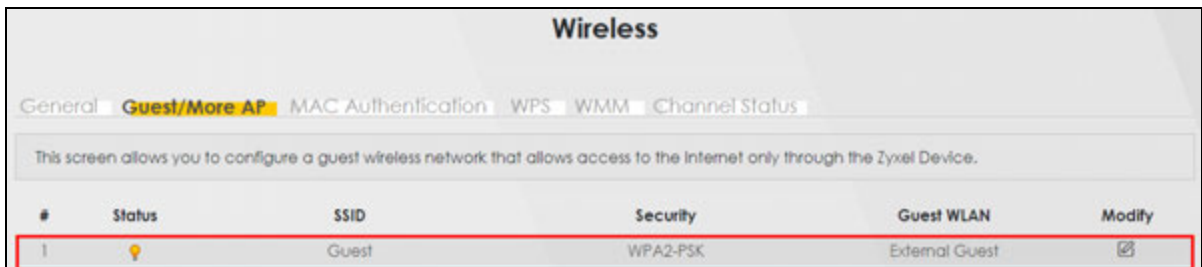 Wireless
General Guest/More AP MAC Authentication WPS WMM Channel Status
This screen allows you to configure a guest wireless network that allows access to the Internet only through the Zyxel Device.
# Status SSID Security Guest WLAN Modify
1 Guest WPA2-PSK External Guest